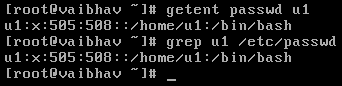 [root@vaibhav ~]# getent passwd u1
u1:x:505:508::/home/u1:/bin/bash
[root@vaibhav ~]# grep u1 /etc/passwd
u1:x:505:508::/home/u1:/bin/bash
[root@vaibhav ~]# _